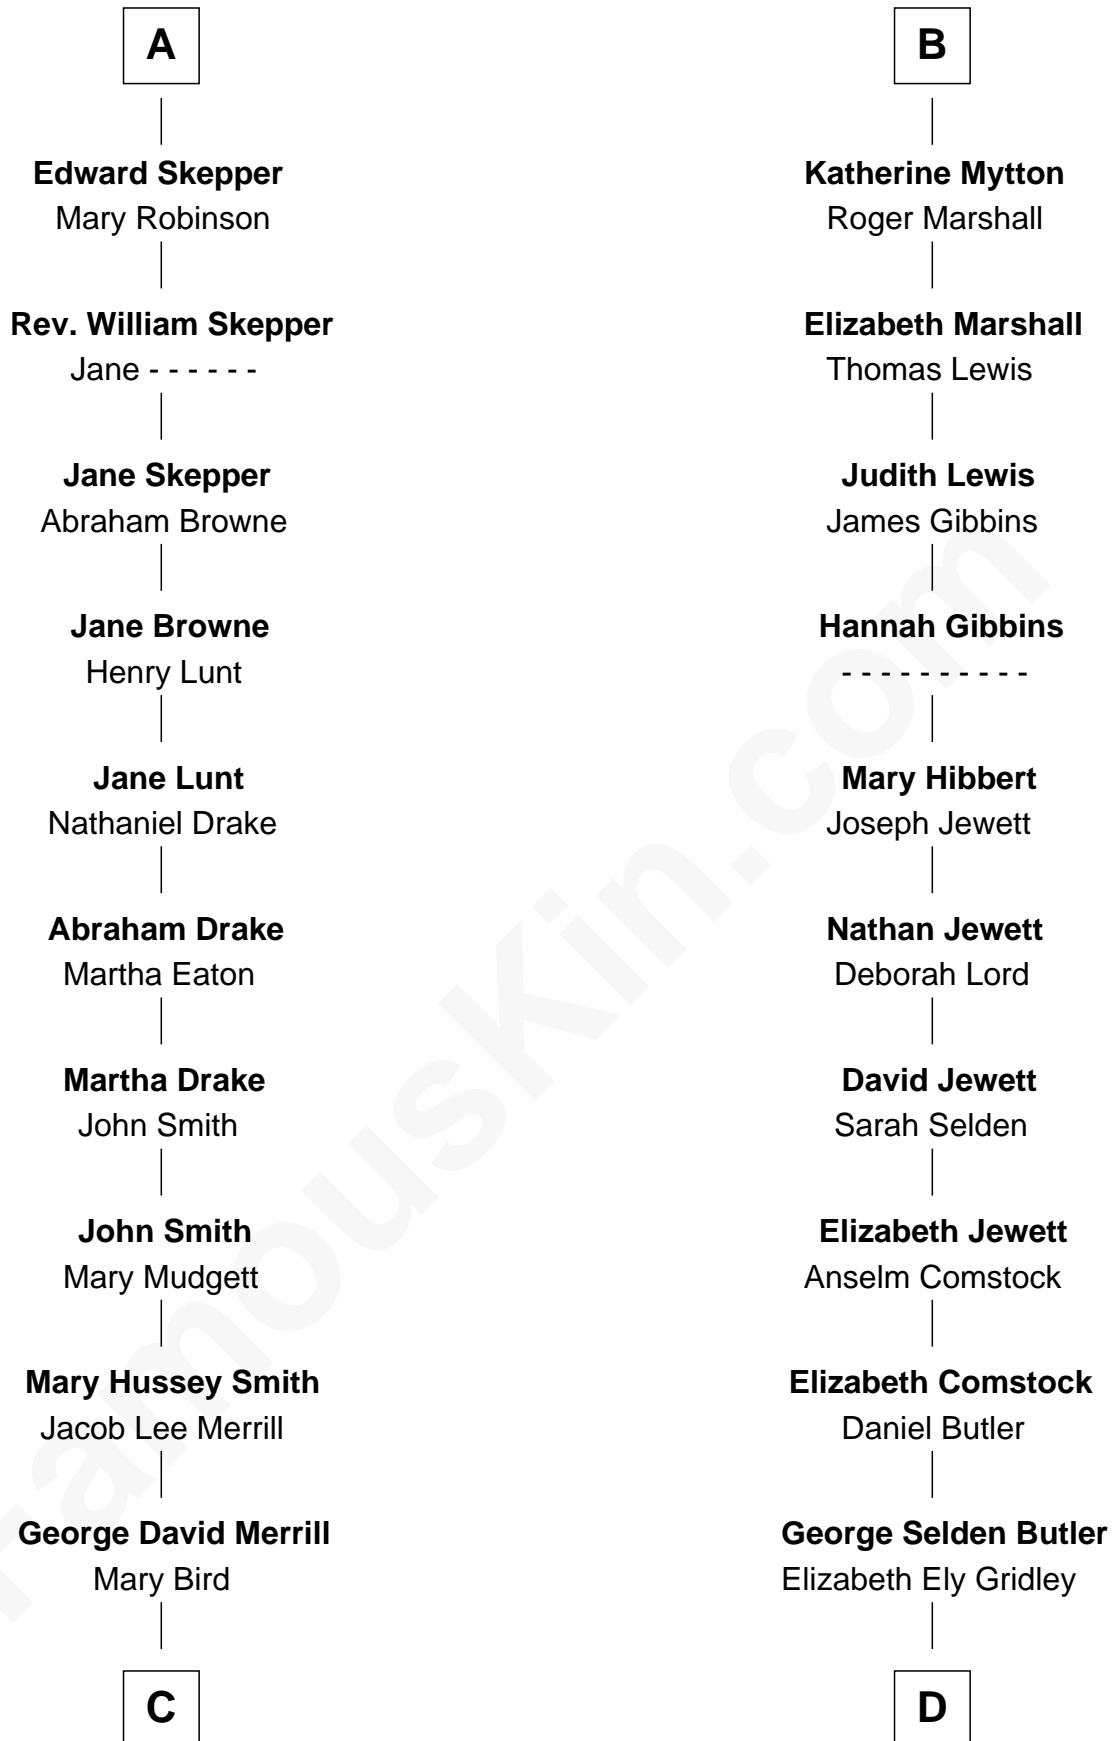 A
Edward Skepper
Mary Robinson
Rev. William Skepper
Jane - - - - - -
Jane Skepper
Abraham Browne
Jane Browne
Henry Lunt
Jane Lunt
Nathaniel Drake
Abraham Drake
Martha Eaton
Martha Drake
John Smith
John Smith
Mary Mudgett
Mary Hussey Smith
Jacob Lee Merrill
George David Merrill
Mary Bird
C
B
Katherine Mytton
Roger Marshall
Elizabeth Marshall
Thomas Lewis
Judith Lewis
James Gibbins
Hannah Gibbins
- - - - - - - - - -
Mary Hibbert
Joseph Jewett
Nathan Jewett
Deborah Lord
David Jewett
Sarah Selden
Elizabeth Jewett
Anselm Comstock
Elizabeth Comstock
Daniel Butler
George Selden Butler
Elizabeth Ely Gridley
D
FamousKin.com